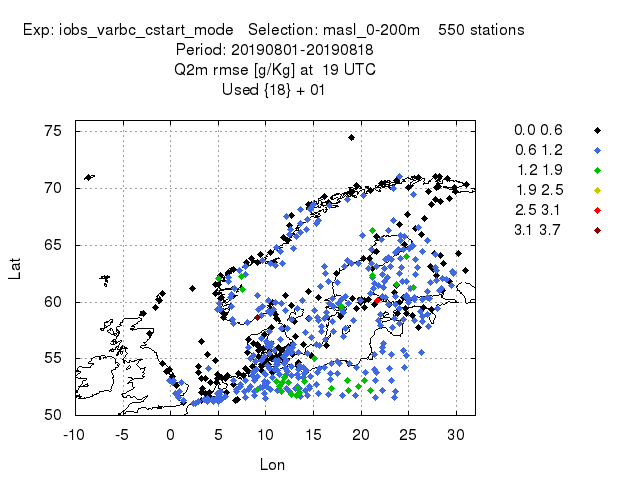 Exp: iobs_varbc_cstart_mode   Selection: masl_0-200m    550 stations
Period: 20190801-20190818
Q2m rmse [g/Kg] at  19 UTC
Used {18} + 01
0.0 0.6
0.6 1.2
1.2 1.9
1.9 2.5
2.5 3.1
3.1 3.7
75
70
65
60
55
50
Lat
-10 -5 0 5 10 15 20 25 30
Lon